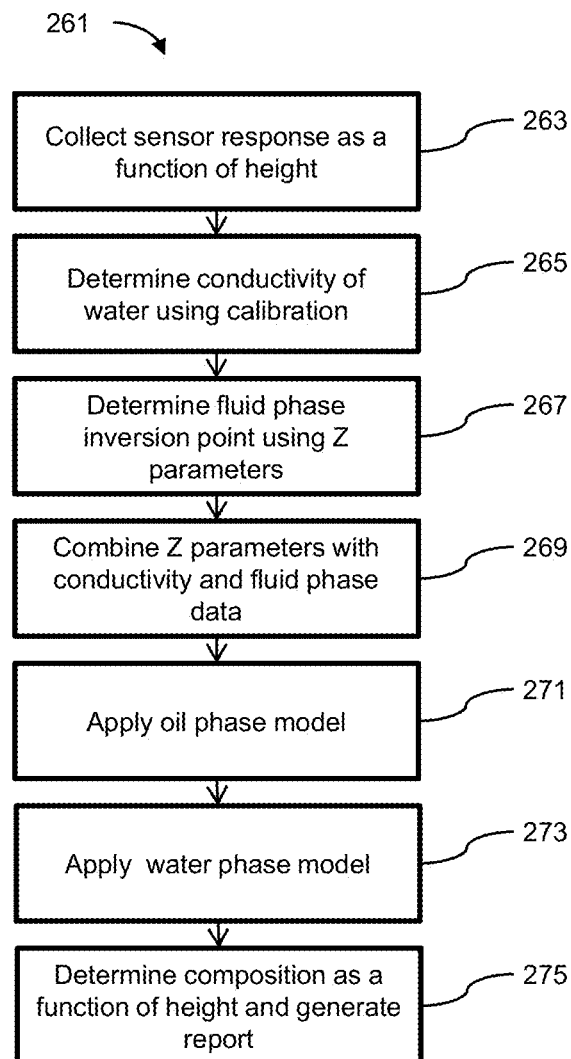 261
Collect sensor response as a
function of height
263
Determine conductivity of
water using calibration
265
Determine fluid phase
inversion point using Z
parameters
267
Combine Z parameters with
conductivity and fluid phase
data
269
Apply oil phase model
271
Apply water phase model
273
Determine composition as a
function of height and generate
report
275